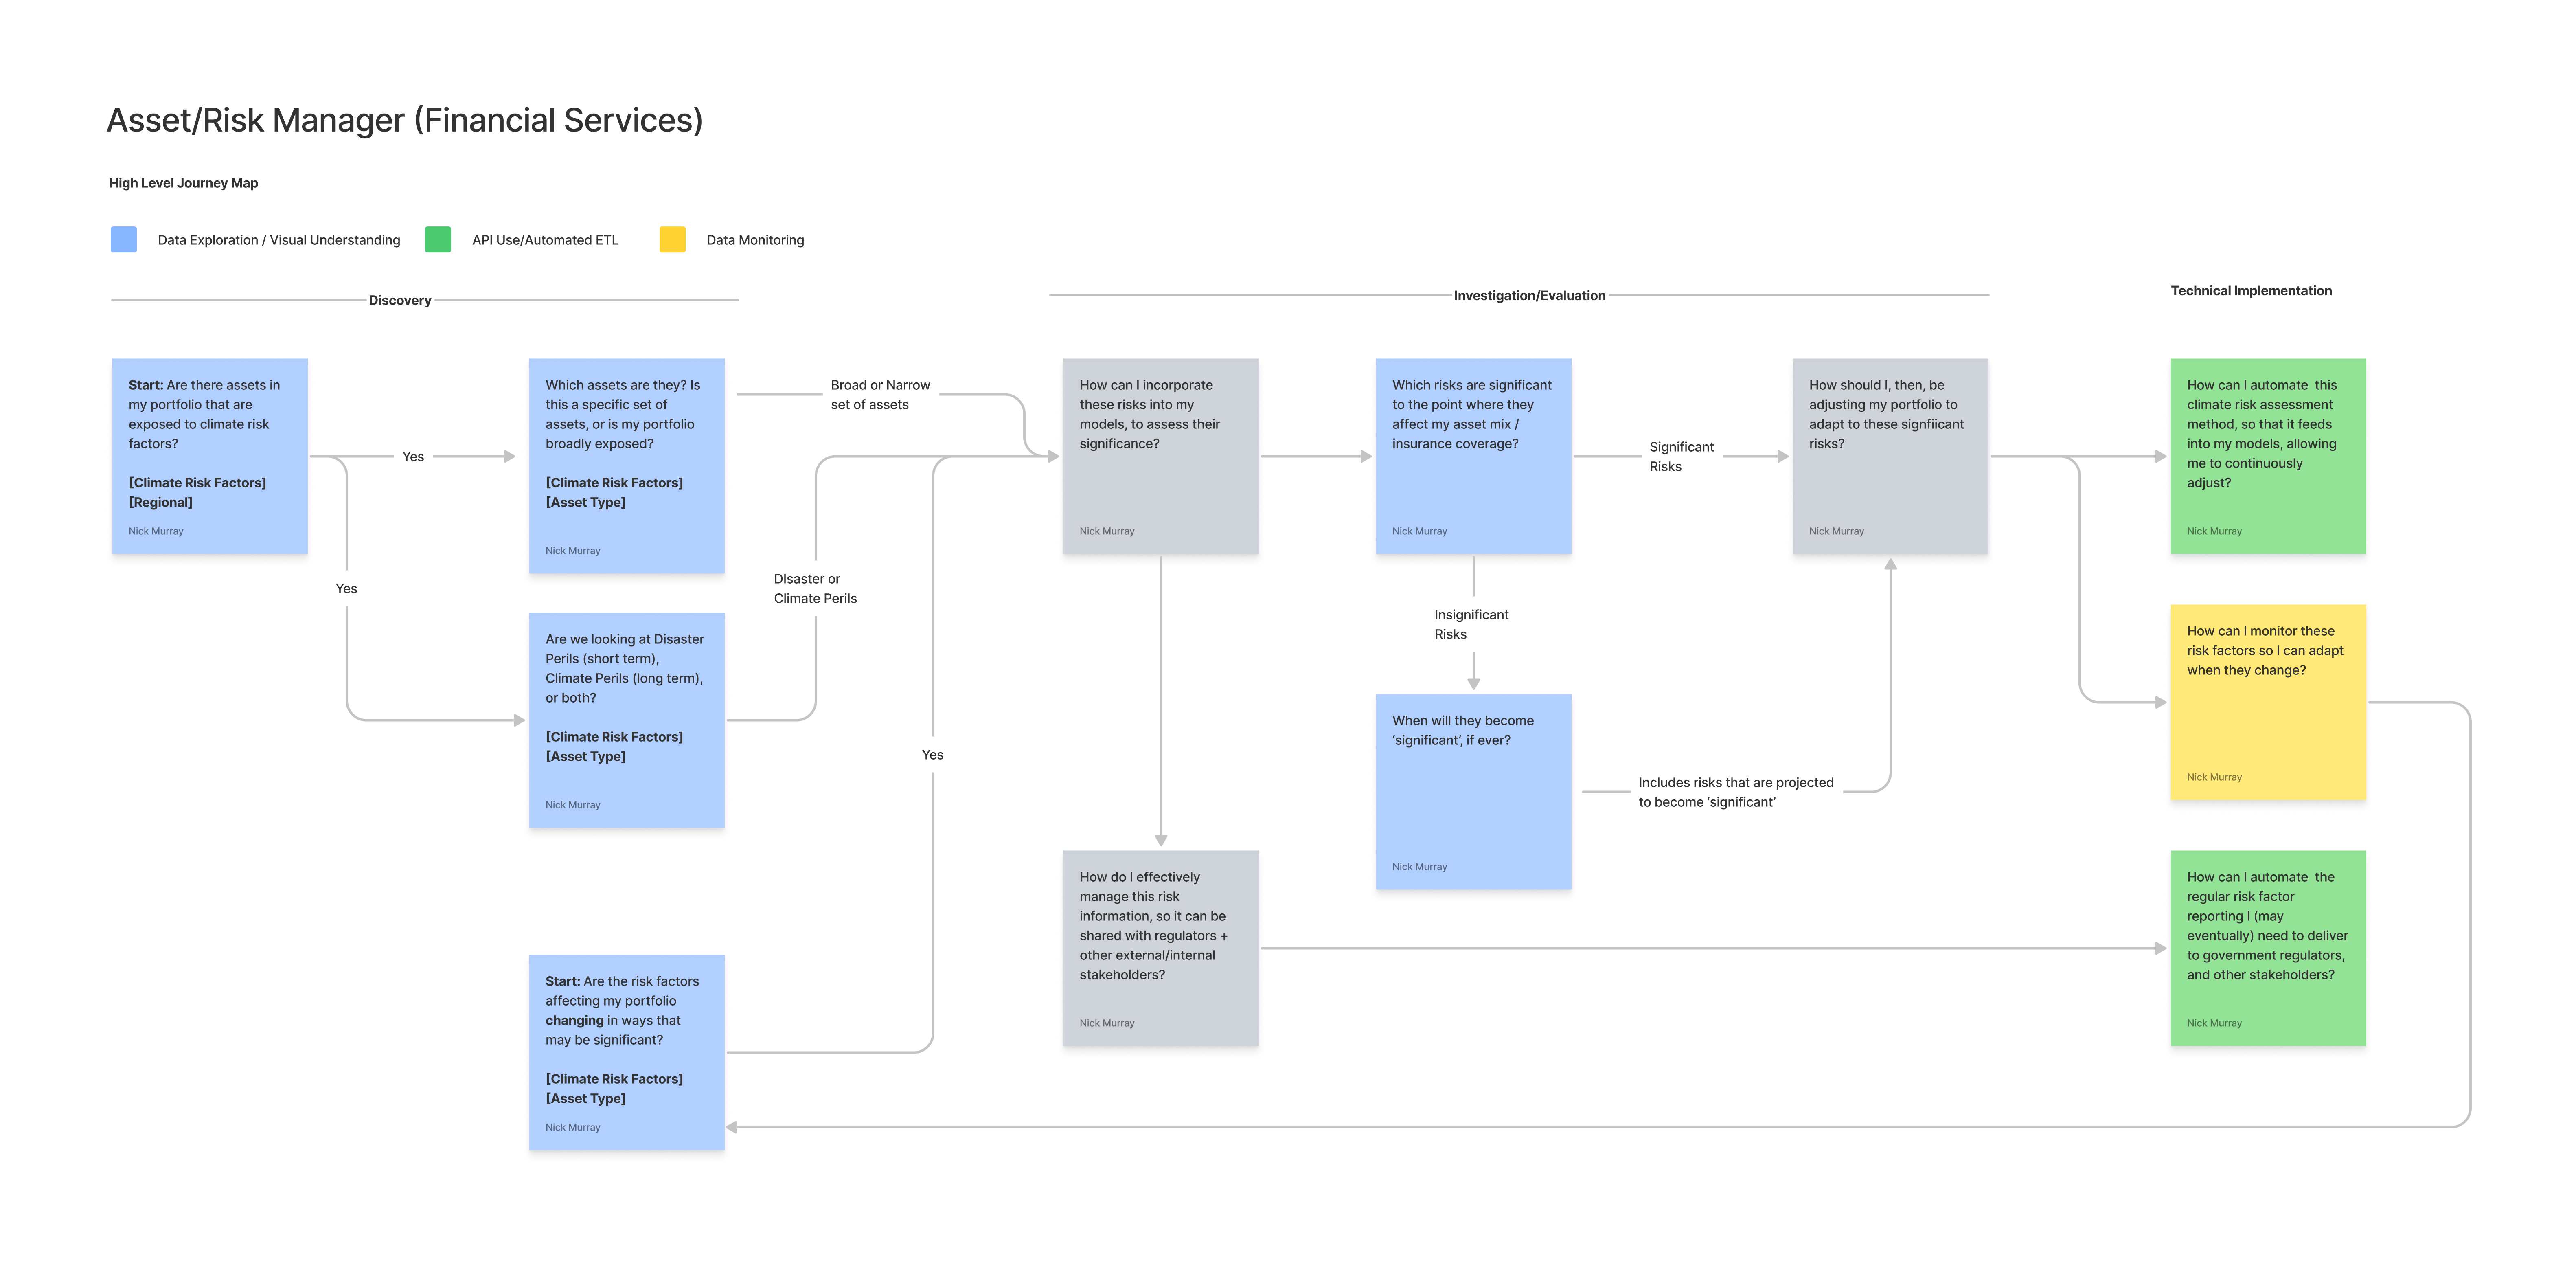 Asset/Risk Manager (Financial Services)
High Level Journey Map
Data Exploration / Visual Understanding
API Use/Automated ETL
Data Monitoring
Discovery
Investigation/Evaluation
Technical Implementation
Start: Are there assets in
my portfolio that are
exposed to climate risk
factors?
[Climate Risk Factors]
[Regional]
Nick Murray
Yes
Yes
Which assets are they? Is
this a specific set of
assets, or is my portfolio
broadly exposed?
[Climate Risk Factors]
[Asset Type]
Nick Murray
Broad or Narrow
set of assets
Are we looking at Disaster
Perils (short term),
Climate Perils (long term),
or both?
[Climate Risk Factors]
[Asset Type]
Nick Murray
DIsaster or
Climate Perils
Start: Are the risk factors
affecting my portfolio
changing in ways that
may be significant?
[Climate Risk Factors]
[Asset Type]
Nick Murray
Yes
How can I incorporate
these risks into my
models, to assess their
significance?
Nick Murray
How do I effectively
manage this risk
information, so it can be
shared with regulators +
other external/internal
stakeholders?
Nick Murray
Which risks are significant
to the point where they
affect my asset mix /
insurance coverage?
Nick Murray
Significant
Risks
Insignificant
Risks
When will they become
‘significant’, if ever?
Nick Murray
Includes risks that are projected
to become ‘significant’
How should I, then, be
adjusting my portfolio to
adapt to these signfiicant
risks?
Nick Murray
How can I automate  this
climate risk assessment
method, so that it feeds
into my models, allowing
me to continuously
adjust?
Nick Murray
How can I monitor these
risk factors so I can adapt
when they change?
Nick Murray
How can I automate  the
regular risk factor
reporting I (may
eventually) need to deliver
to government regulators,
and other stakeholders?
Nick Murray